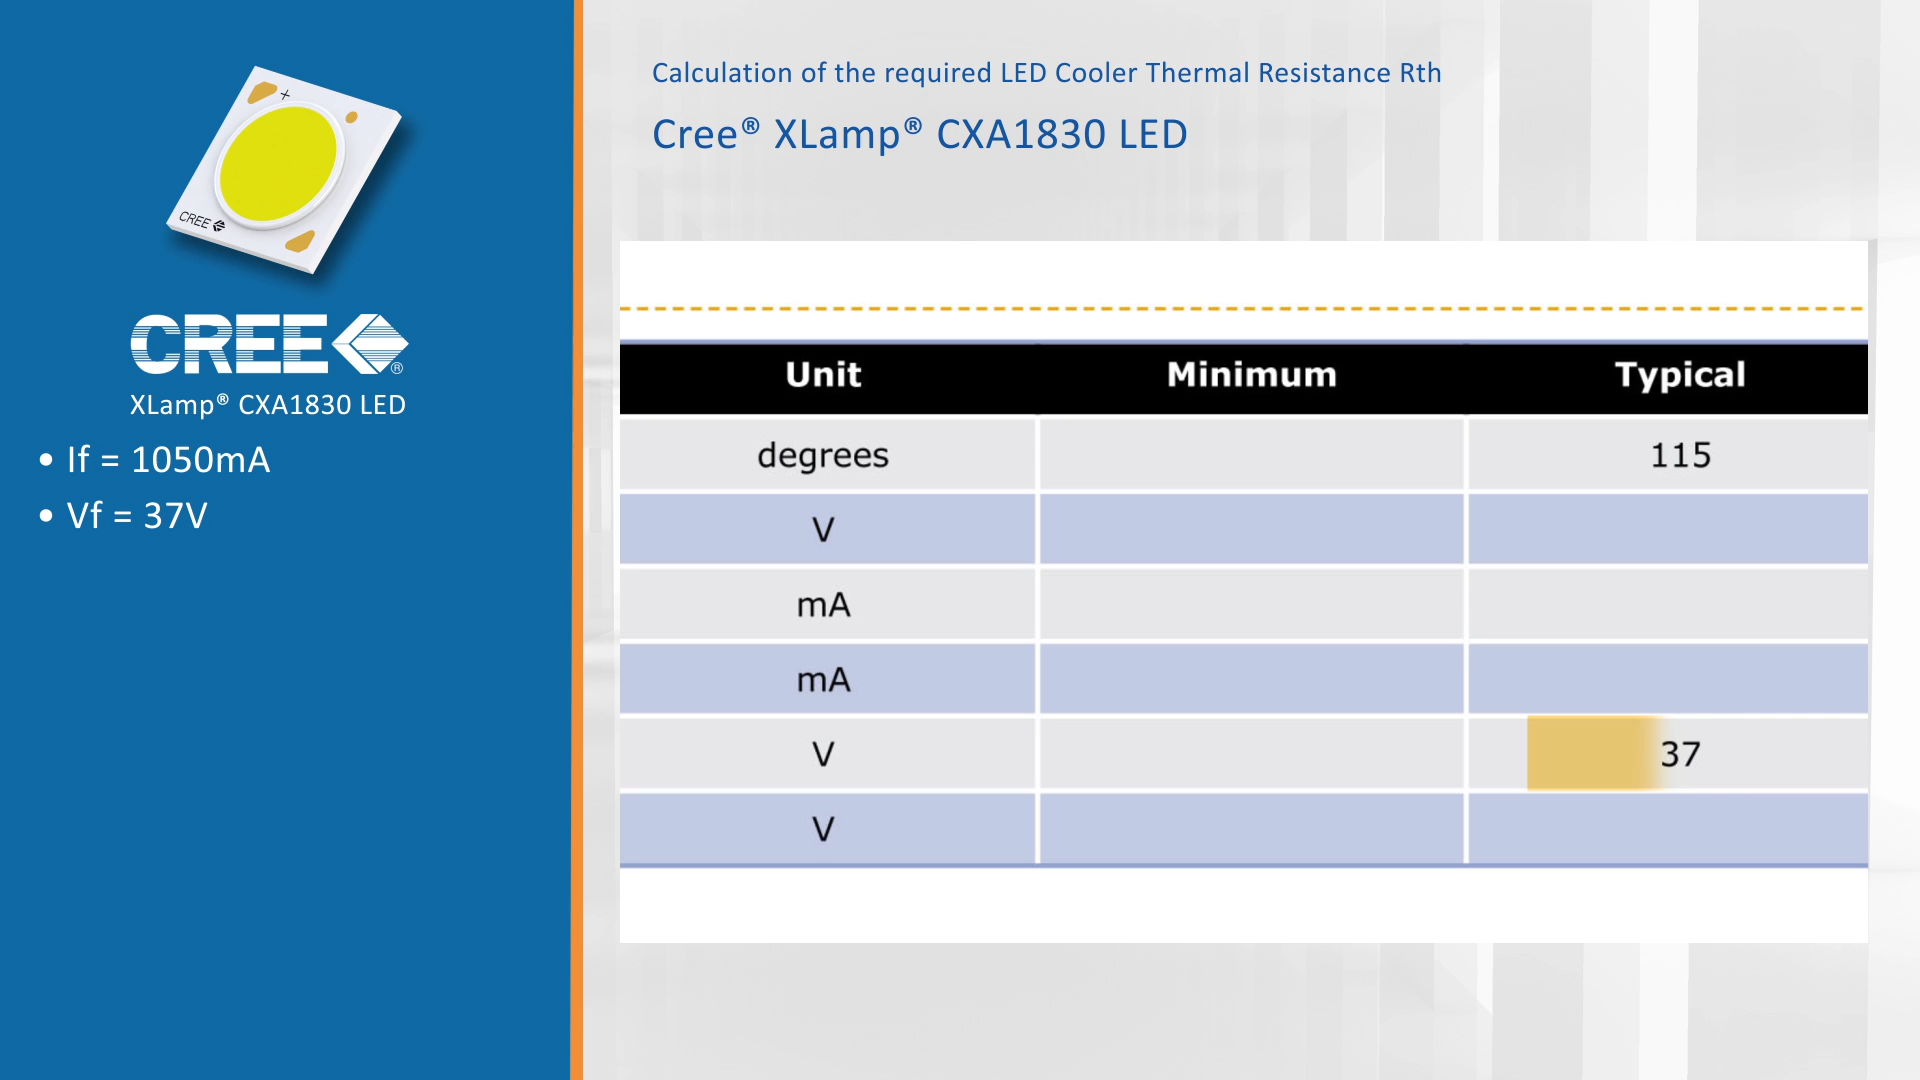 +
CREE
CREE®
XLamp® CXA1830 LED
• If = 1050mA
• Vf = 37V
Calculation of the required LED Cooler Thermal Resistance Rth
Cree® XLamp® CXA1830 LED
Unit Minimum Typical
degrees 115
V
mA
mA
V 37
V